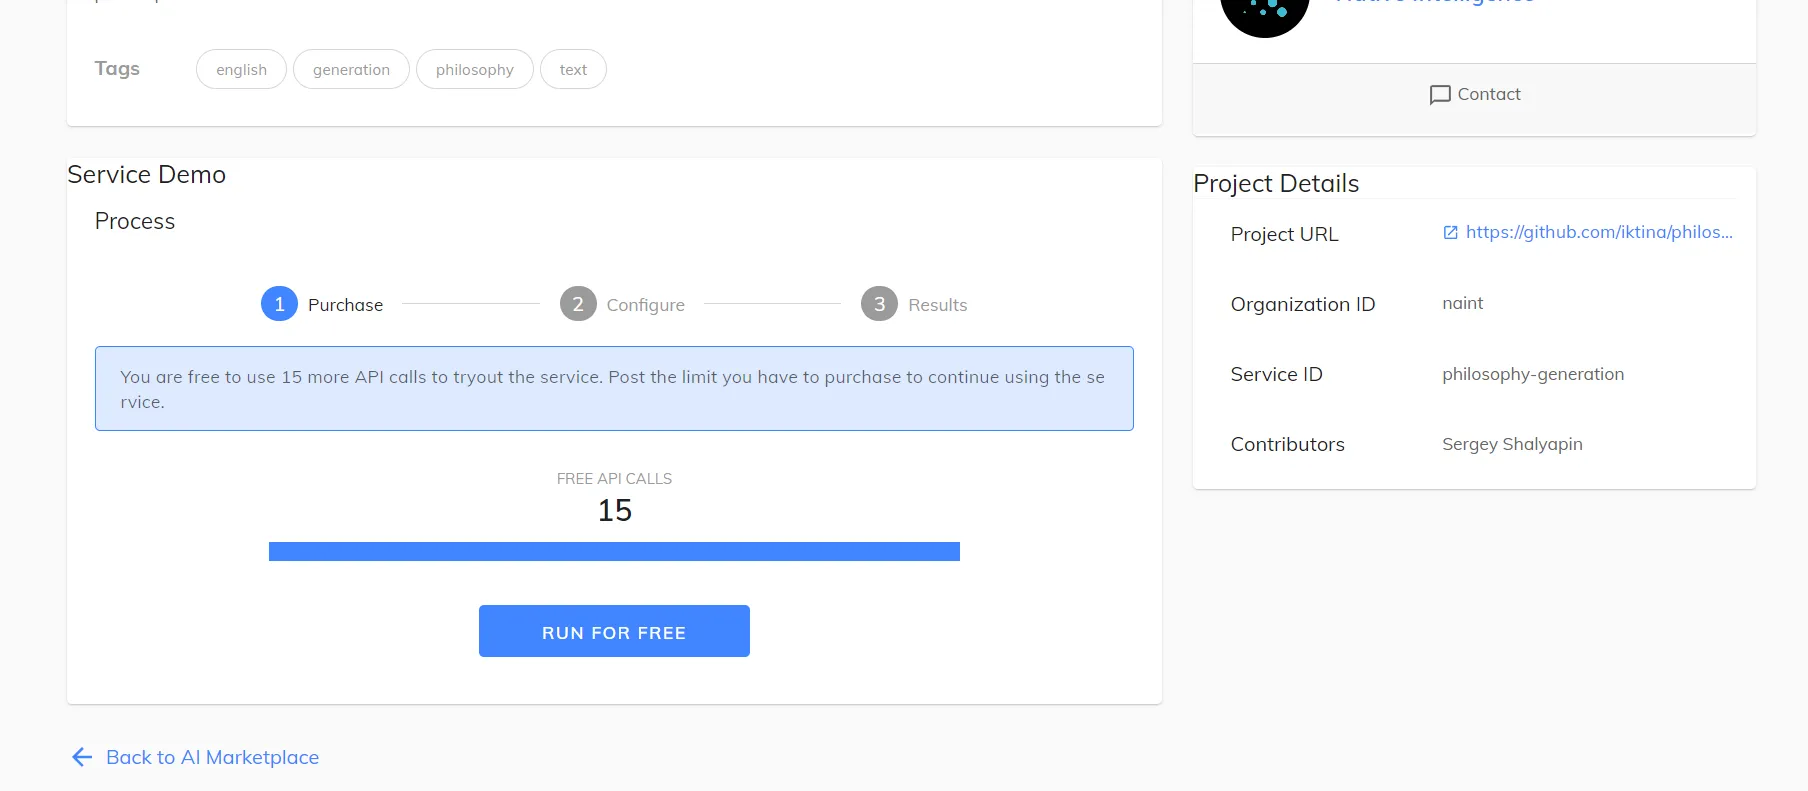 Tags
english
generation
philosophy
text
Service Demo
Process
1 Purchase
2 Configure
3 Results
You are free to use 15 more API calls to tryout the service. Post the limit you have to purchase to continue using the se
rvice.
FREE API CALLS
15
RUN FOR FREE
Back to AI Marketplace
Native Intelligence
Contact
Project Details
Project URL
https://github.com/iktina/philos...
Organization ID
naint
Service ID
philosophy-generation
Contributors
Sergey Shalyapin